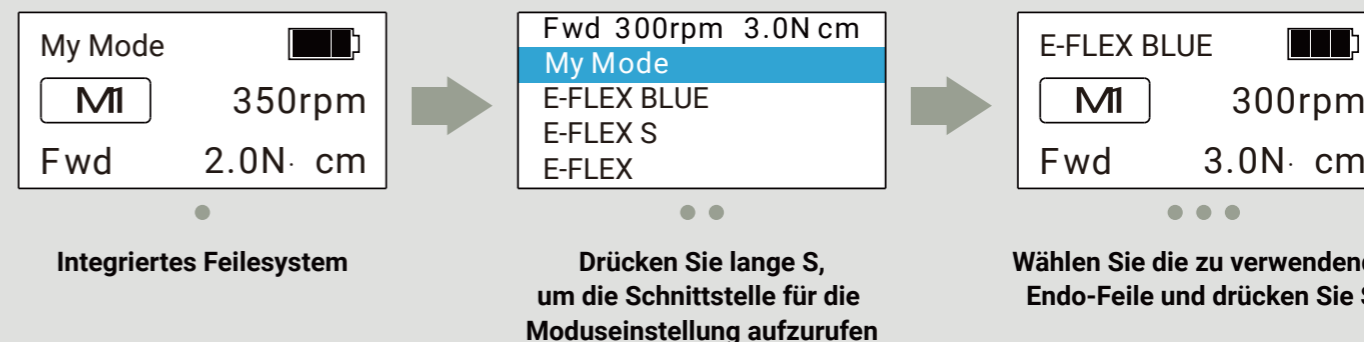 My Mode
M1 350rpm
Fwd 2.0N· cm
Integriertes Feilesystem
Fwd 300rpm 3.0N cm
My Mode
E-FLEX BLUE
E-FLEX S
E-FLEX
Drücken Sie lange S,
um die Schnittstelle für die
Moduseinstellung aufzurufen
E-FLEX BLUE
M1 300rpm
Fwd 3.0N· cm
Wählen Sie die zu
Endo-Feile und drücken Sie S